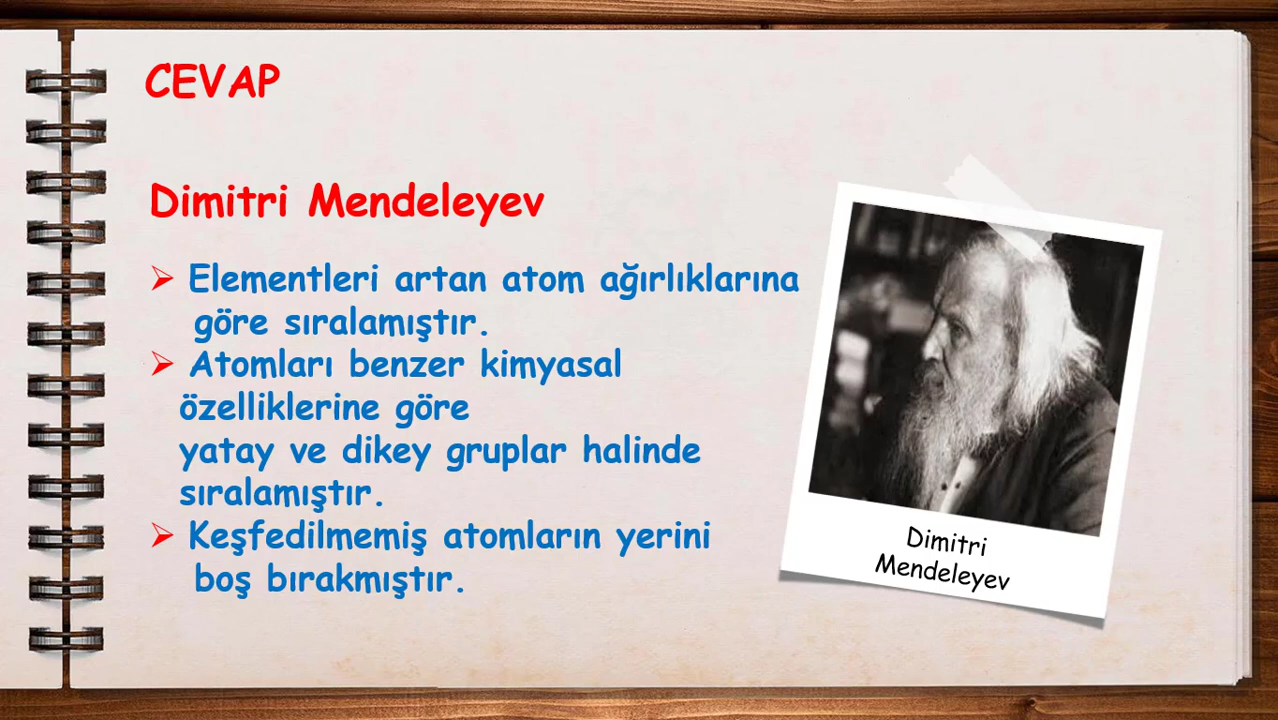 CEVAP
Dimitri Mendeleyev
➢ Elementleri artan atom ağırlıklarına
göre sıralamıştır.
➢ Atomları benzer kimyasal
özelliklerine göre
yatay ve dikey gruplar halinde
sıralamıştır.
➢ Keşfedilmemiş atomların yerini
boş bırakmıştır.
Dimitri
Mendeleyev